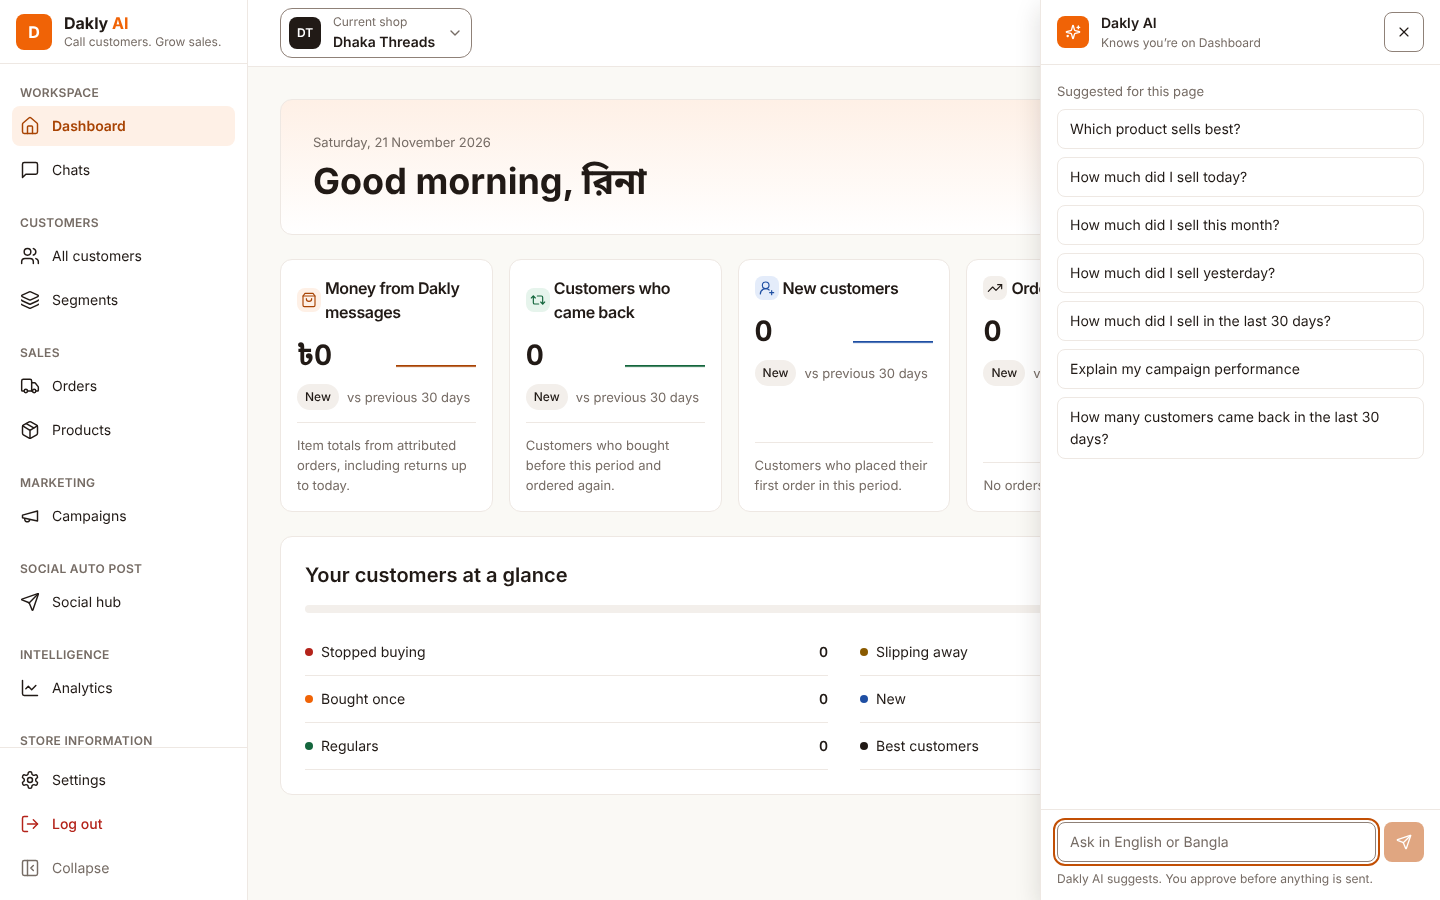 D
Dakly AI
Call customers. Grow sales.
WORKSPACE
Dashboard
Chats
CUSTOMERS
All customers
Segments
SALES
Orders
Products
MARKETING
Campaigns
SOCIAL AUTO POST
Social hub
INTELLIGENCE
Analytics
STORE INFORMATION
Settings
Log out
Collapse
DT
Current shop
Dhaka Threads
Saturday, 21 November 2026
Good morning, রিনা
Money from Dakly
messages
৳0
New vs previous 30 days
Item totals from attributed
orders, including returns up
to today.
Customers who
came back
0
New vs previous 30 days
Customers who bought
before this period and
ordered again.
New customers
0
New vs previous 30 days
Customers who placed their
first order in this period.
0
New
No orders
Your customers at a glance
Stopped buying 0
Slipping away
Bought once 0
New
Regulars 0
Best customers
Dakly AI
Knows you're on Dashboard
Suggested for this page
Which product sells best?
How much did I sell today?
How much did I sell this month?
How much did I sell yesterday?
How much did I sell in the last 30 days?
Explain my campaign performance
How many customers came back in the last 30
days?
Ask in English or Bangla
Dakly AI suggests. You approve before anything is sent.